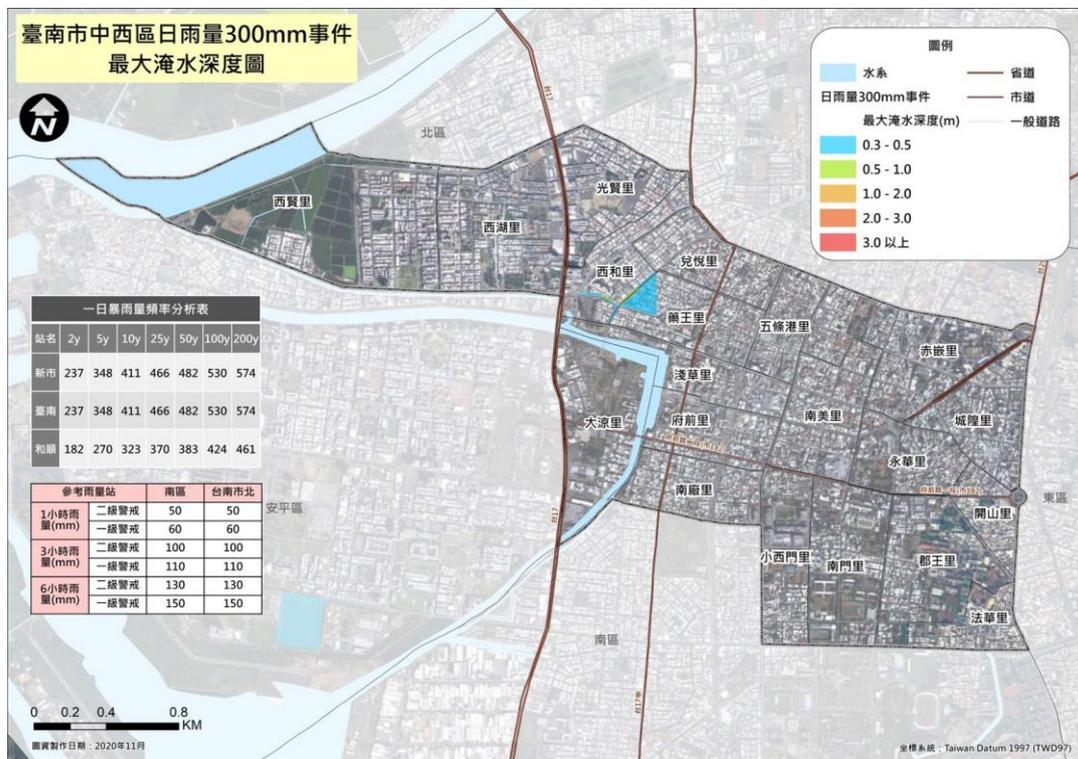 臺南市中西區日雨量300mm事件
最大淹水深度圖
N
圖例
水系
省道
日雨量300mm事件
市道
最大淹水深度(m)
一般道路
0.3 - 0.5
0.5 - 1.0
1.0 - 2.0
2.0 - 3.0
3.0 以上
台17
北區
光賢里
西賢里
西湖里
兌悅里
西和里
藥王里
五條港里
赤嵌里
淺草里
大涼里
府前里
南美里
城隍里
永華里
南廠里
開山里
小西門里
南門里
郡王里
法華里
安平區
東區
南區
台17
台17甲
一日暴雨量頻率分析表
站名 2y 5y 10y 25y 50y 100y 200y
新市 237 348 411 466 482 530 574
臺南 237 348 411 466 482 530 574
和順 182 270 323 370 383 424 461
參考雨量站 南區 台南市北
1小時雨量(mm) 二級警戒 50 50
一級警戒 60 60
3小時雨量(mm) 二級警戒 100 100
一級警戒 110 110
6小時雨量(mm) 二級警戒 130 130
一級警戒 150 150
0 0.2 0.4 0.8
KM
圖資製作日期：2020年11月
坐標系統：Taiwan Datum 1997 (TWD97)